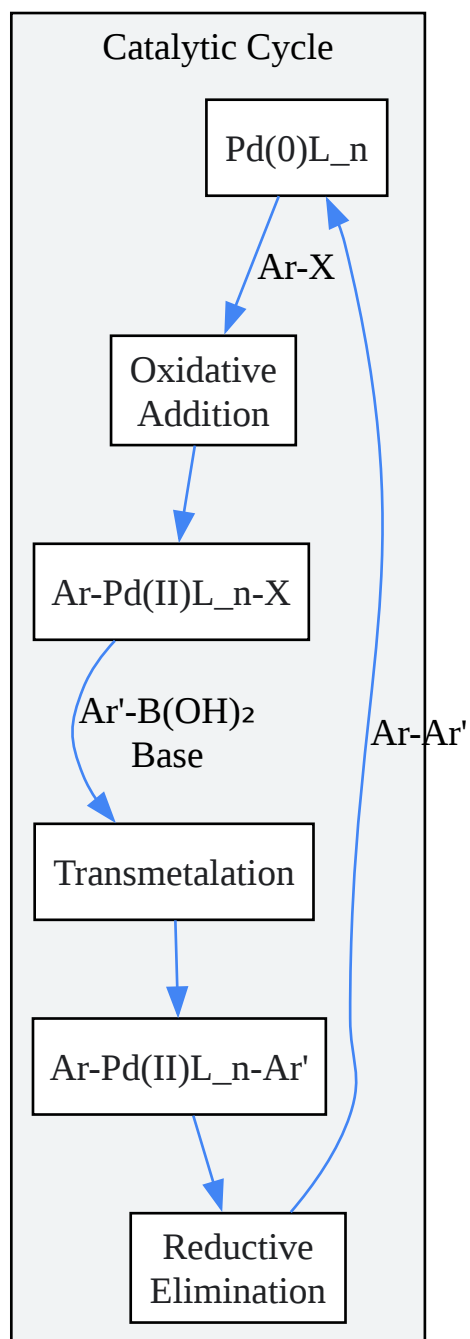 Catalytic Cycle
Pd(0)L_n
Ar-X
Oxidative
Addition
Ar-Pd(II)L_n-X
Ar'-B(OH)₂
Base
Ar-Ar'
Transmetalation
Ar-Pd(II)L_n-Ar'
Reductive
Elimination